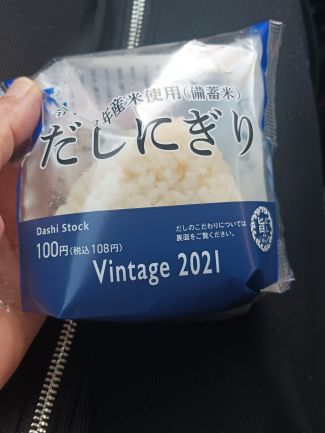 年産米使用(備蓄米)
だしにぎり
Dashi Stock
100円(税込108円)
だしのこだわりについては
裏面をご覧ください。
Vintage 2021
旨